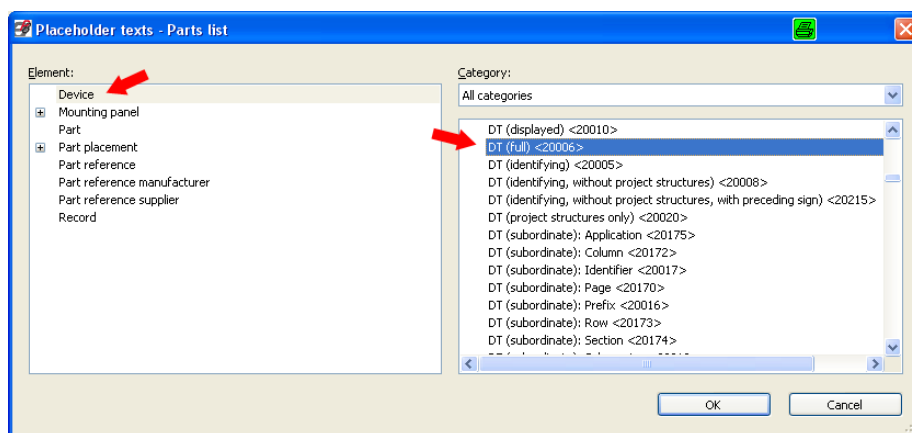 Placeholder texts - Parts list
Element:
Device
Mounting panel
Part
Part placement
Part reference
Part reference manufacturer
Part reference supplier
Record
Category:
All categories
DT (displayed) <20010>
DT (full) <20006>
DT (identifying) <20005>
DT (identifying, without project structures) <20008>
DT (identifying, without project structures, with preceding sign) <20215>
DT (project structures only) <20020>
DT (subordinate): Application <20175>
DT (subordinate): Column <20172>
DT (subordinate): Identifier <20017>
DT (subordinate): Page <20170>
DT (subordinate): Prefix <20016>
DT (subordinate): Row <20173>
DT (subordinate): Section <20174>
OK
Cancel